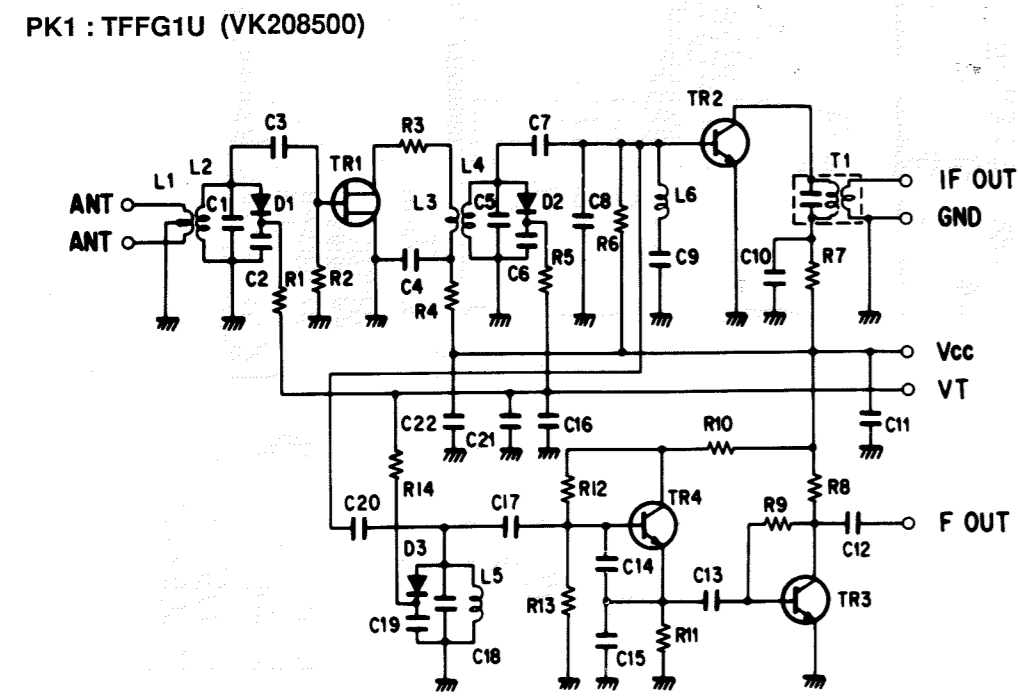 PK1 : TFFG1U (VK208500)
TR2
C3
R3
C7
T1
L2
TR1
L4
L1
D1
L3
C5
D2
L6
IF OUT
ANT
C1
C8
GND
ANT
C2
R1
R2
C4
R4
C6
R5
R6
C9
C10
R7
Vcc
VT
C22
C21
C16
R10
C11
R14
R12
TR4
R8
C20
C17
R9
F OUT
C12
D3
L5
C14
C13
TR3
C19
R13
C18
C15
R11